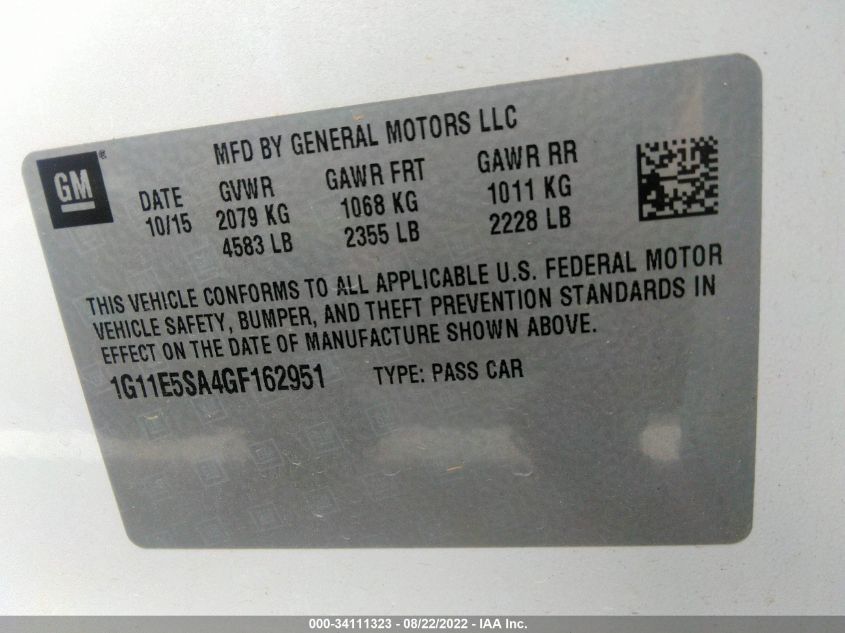 MFD BY GENERAL MOTORS LLC
GM ®
DATE GVWR GAWR FRT GAWR RR
10/15 2079 KG 1068 KG 1011 KG
4583 LB 2355 LB 2228 LB
THIS VEHICLE CONFORMS TO ALL APPLICABLE U.S. FEDERAL MOTOR
VEHICLE SAFETY, BUMPER, AND THEFT PREVENTION STANDARDS IN
EFFECT ON THE DATE OF MANUFACTURE SHOWN ABOVE.
1G11E5SA4GF162951 TYPE: PASS CAR
000-34111323 - 08/22/2022 - IAA Inc.